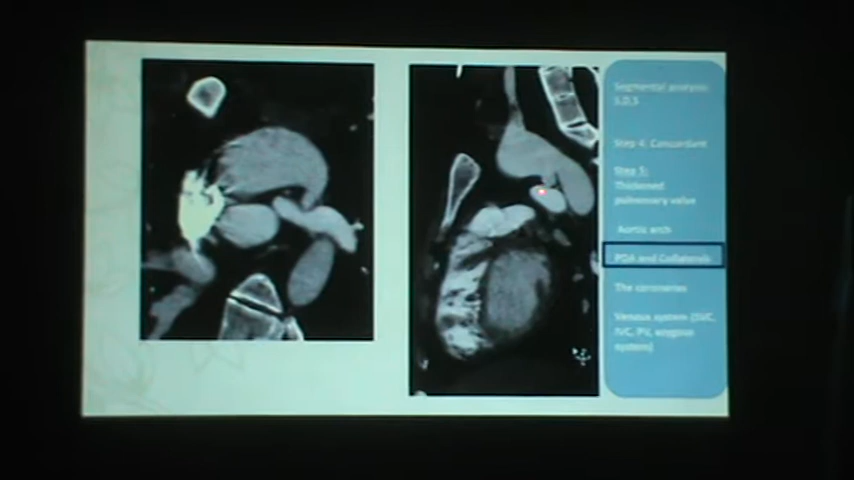 Segmental analysis:
S,D,S
Step 4: Concordant
Step 5:
Thickened
pulmonary valve
Aortic arch
PDA and Collaterals
The coronaries
Venous system (SVC,
IVC, PV, azygous
system)